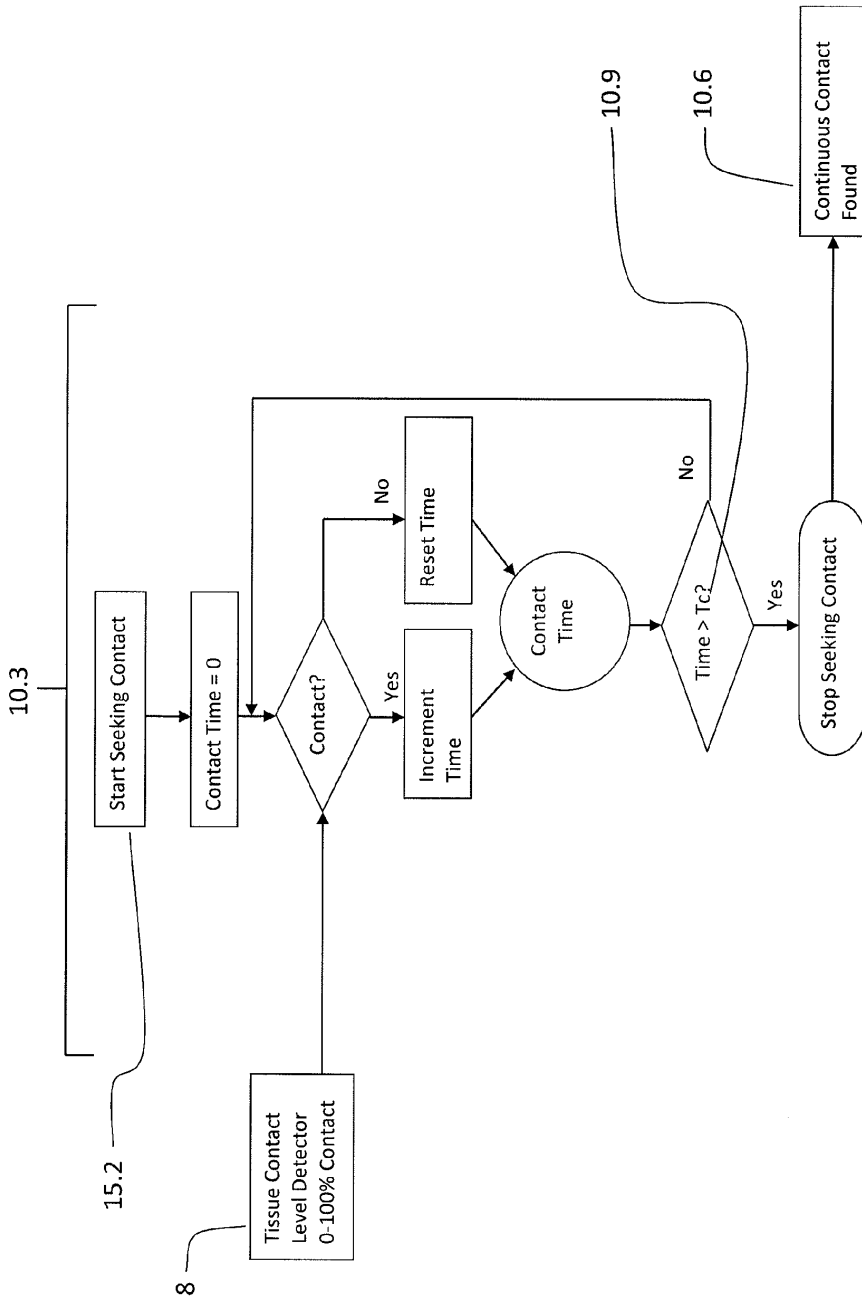 10.3
15.2
Start Seeking Contact
Contact Time = 0
8
Tissue Contact
Level Detector
0-100% Contact
Contact?
Yes
No
Increment
Time
Reset Time
Contact
Time
Time > Tc?
10.9
No
Yes
Stop Seeking Contact
10.6
Continuous Contact
Found